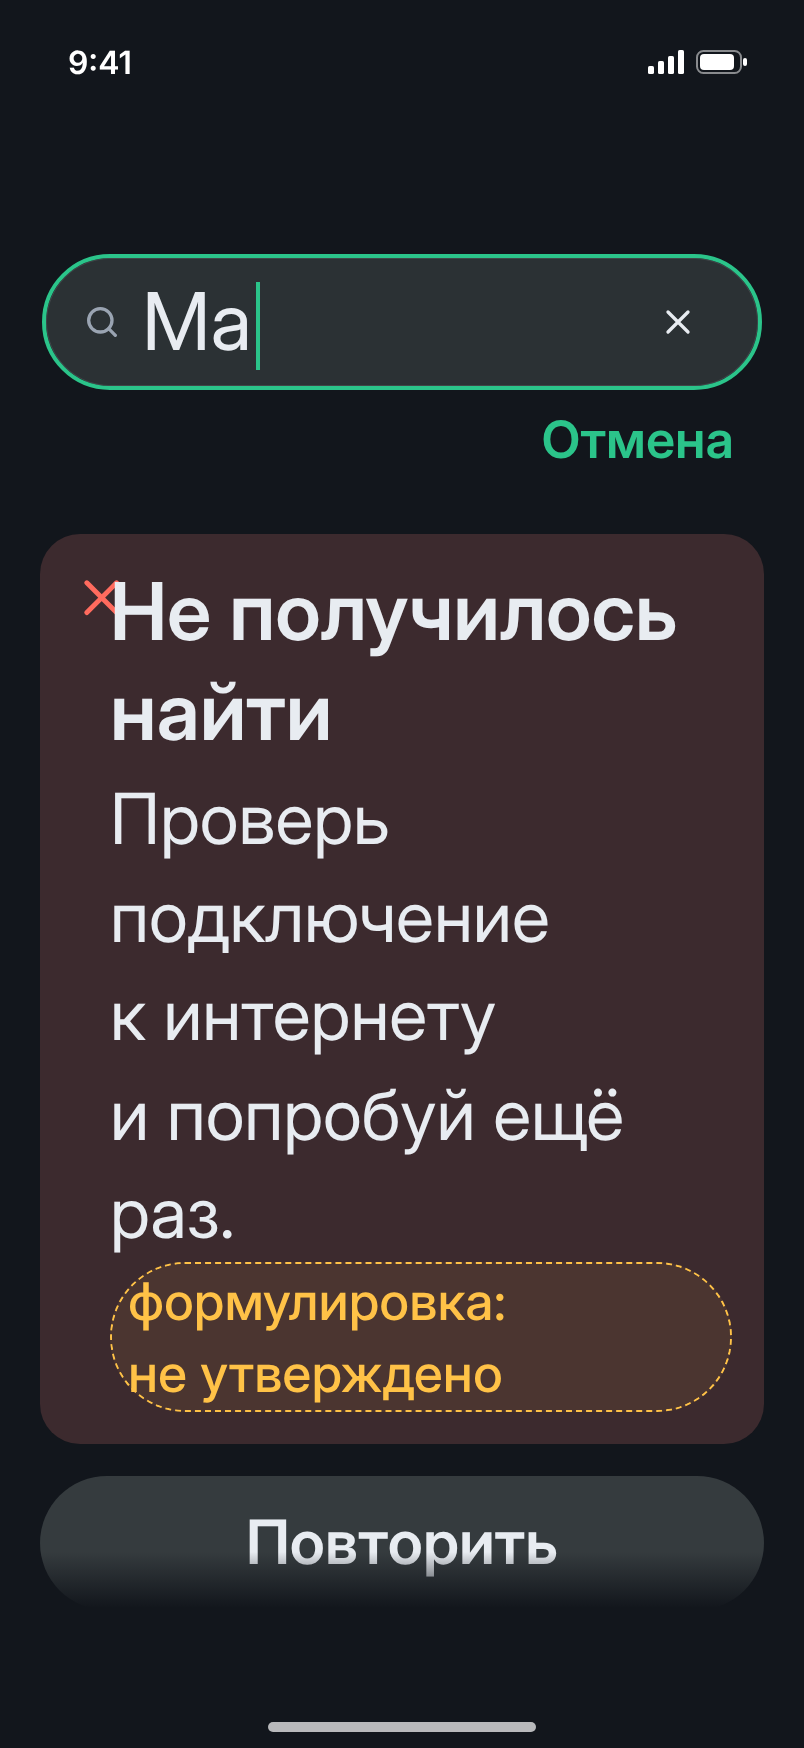 9:41
Ма
Отмена
Не получилось
найти
Проверь
подключение
к интернету
и попробуй ещё
раз.
формулировка:
не утверждено
Повторить